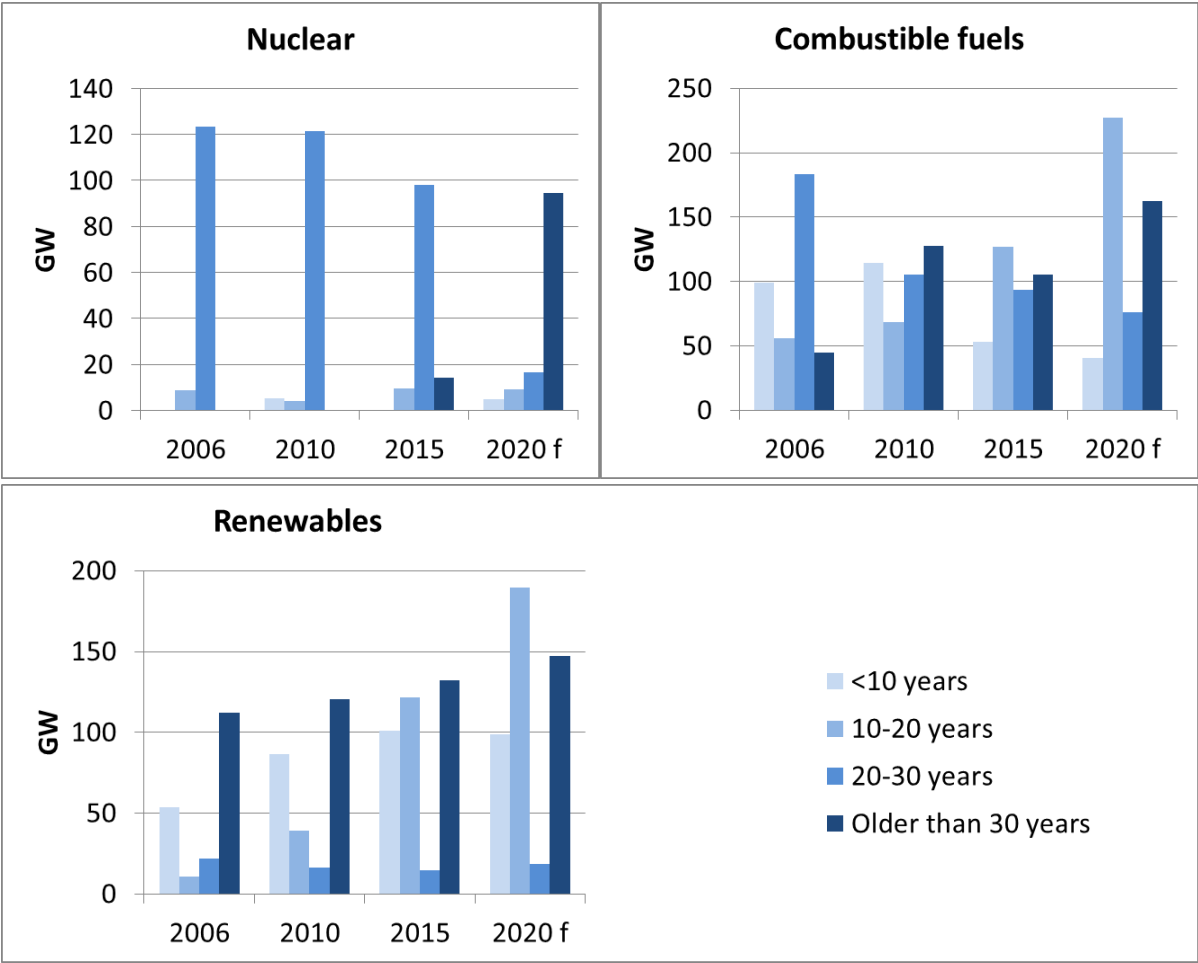 Nuclear
140
120
100
80
60
40
20
0
GW
2006 2010 2015 2020 f
Combustible fuels
250
200
150
100
50
0
GW
2006 2010 2015 2020 f
Renewables
200
150
100
50
0
GW
2006 2010 2015 2020 f
<10 years
10-20 years
20-30 years
Older than 30 years